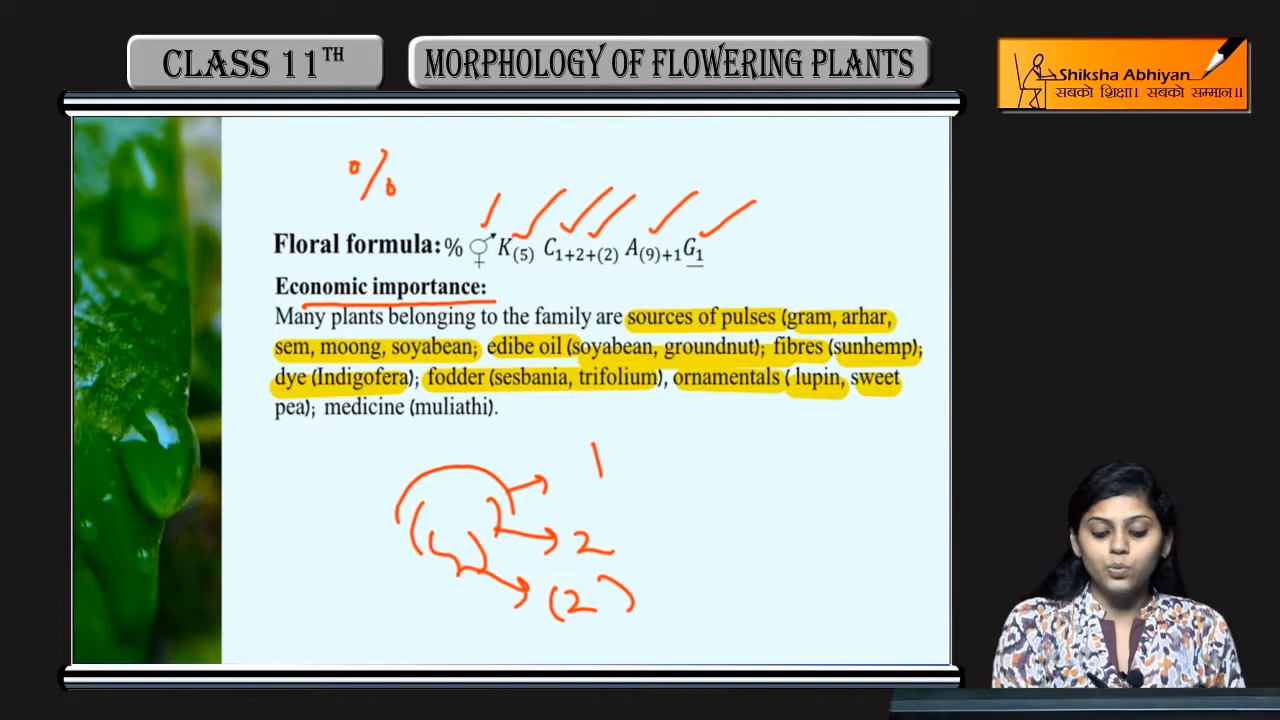 CLASS 11TH
MORPHOLOGY OF FLOWERING PLANTS
Shiksha Abhiyan
सबको शिक्षा। सबको सम्मान॥
%
Floral formula: % ⚥ K(5) C1+2+(2) A(9)+1 G1
Economic importance:
Many plants belonging to the family are sources of pulses (gram, arhar,
sem, moong, soyabean; edibe oil (soyabean, groundnut); fibres (sunhemp);
dye (Indigofera); fodder (sesbania, trifolium), ornamentals ( lupin, sweet
pea); medicine (muliathi).
1
2
(2)